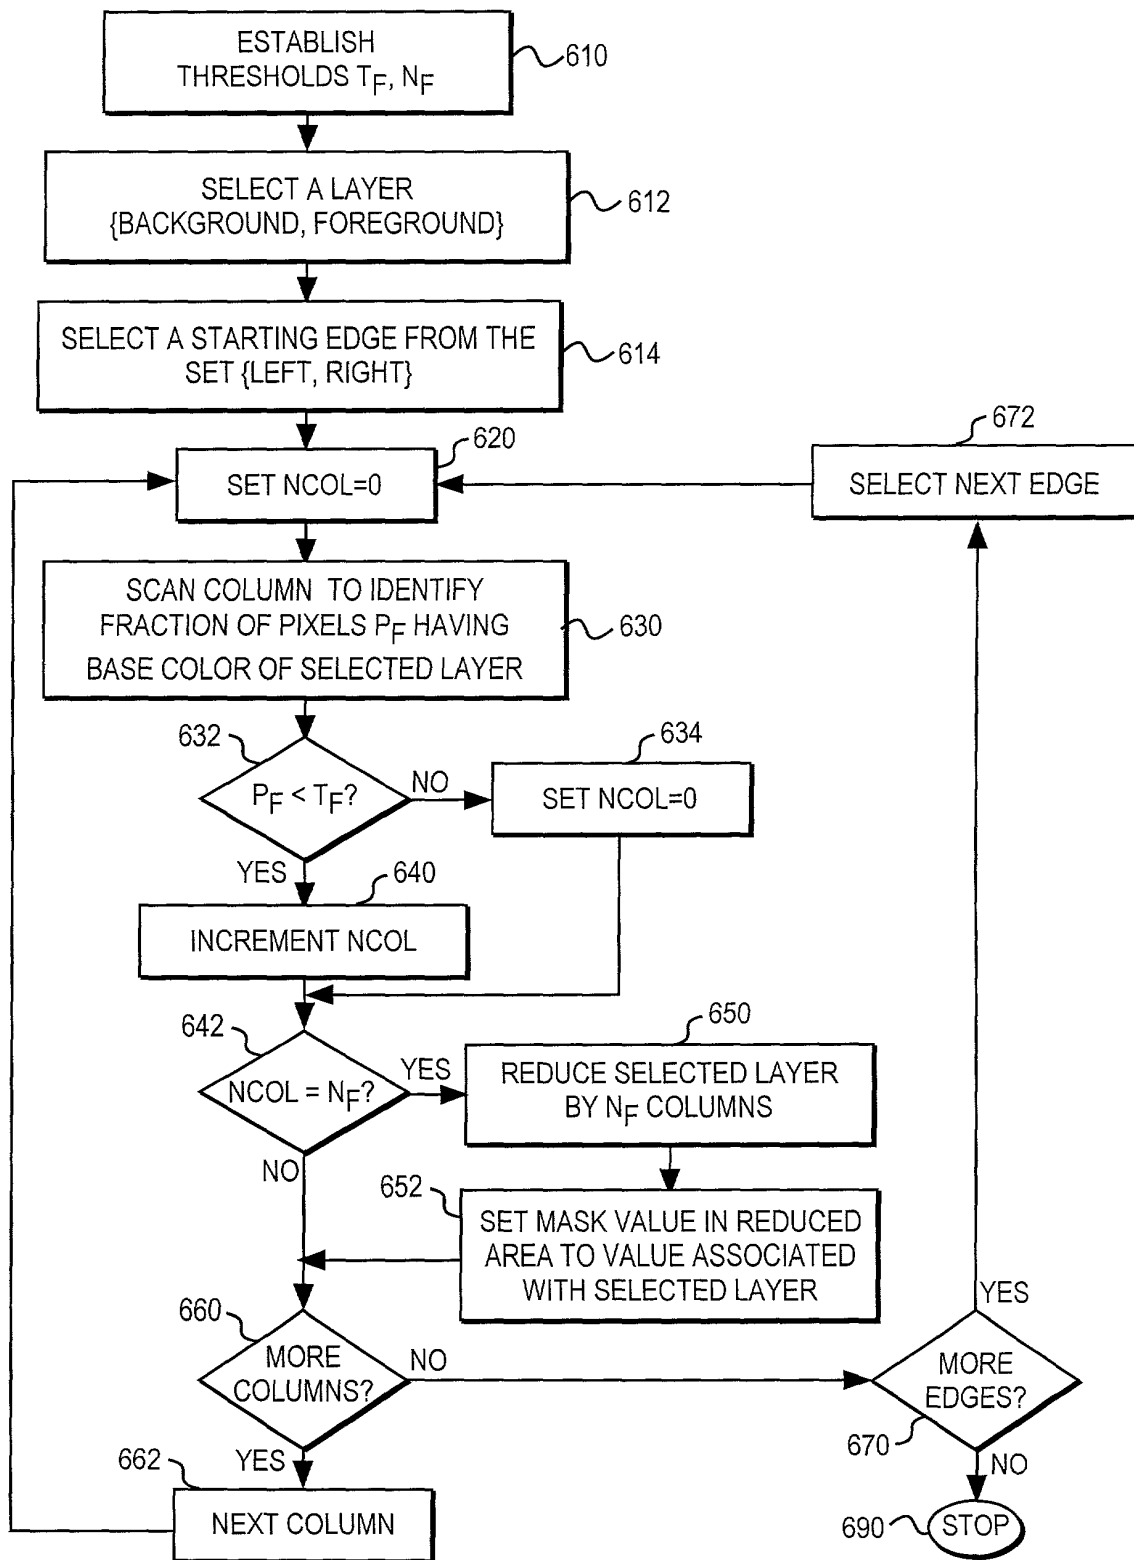 ESTABLISH
THRESHOLDS TF, NF
610
SELECT A LAYER
{BACKGROUND, FOREGROUND}
612
SELECT A STARTING EDGE FROM THE
SET {LEFT, RIGHT}
614
620
SET NCOL=0
672
SELECT NEXT EDGE
SCAN COLUMN TO IDENTIFY
FRACTION OF PIXELS PF HAVING
BASE COLOR OF SELECTED LAYER
630
632
PF < TF?
NO
634
SET NCOL=0
YES
640
INCREMENT NCOL
642
NCOL = NF?
YES
650
REDUCE SELECTED LAYER
BY NF COLUMNS
NO
652
SET MASK VALUE IN REDUCED
AREA TO VALUE ASSOCIATED
WITH SELECTED LAYER
660
MORE
COLUMNS?
NO
YES
MORE
EDGES?
670
YES
662
NEXT COLUMN
NO
690
STOP